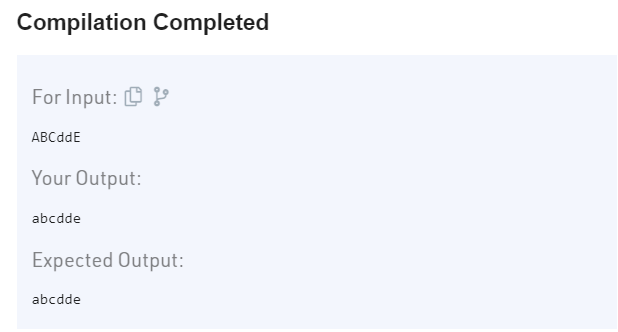 Compilation Completed
For Input:
ABCddE
Your Output:
abcdde
Expected Output:
abcdde